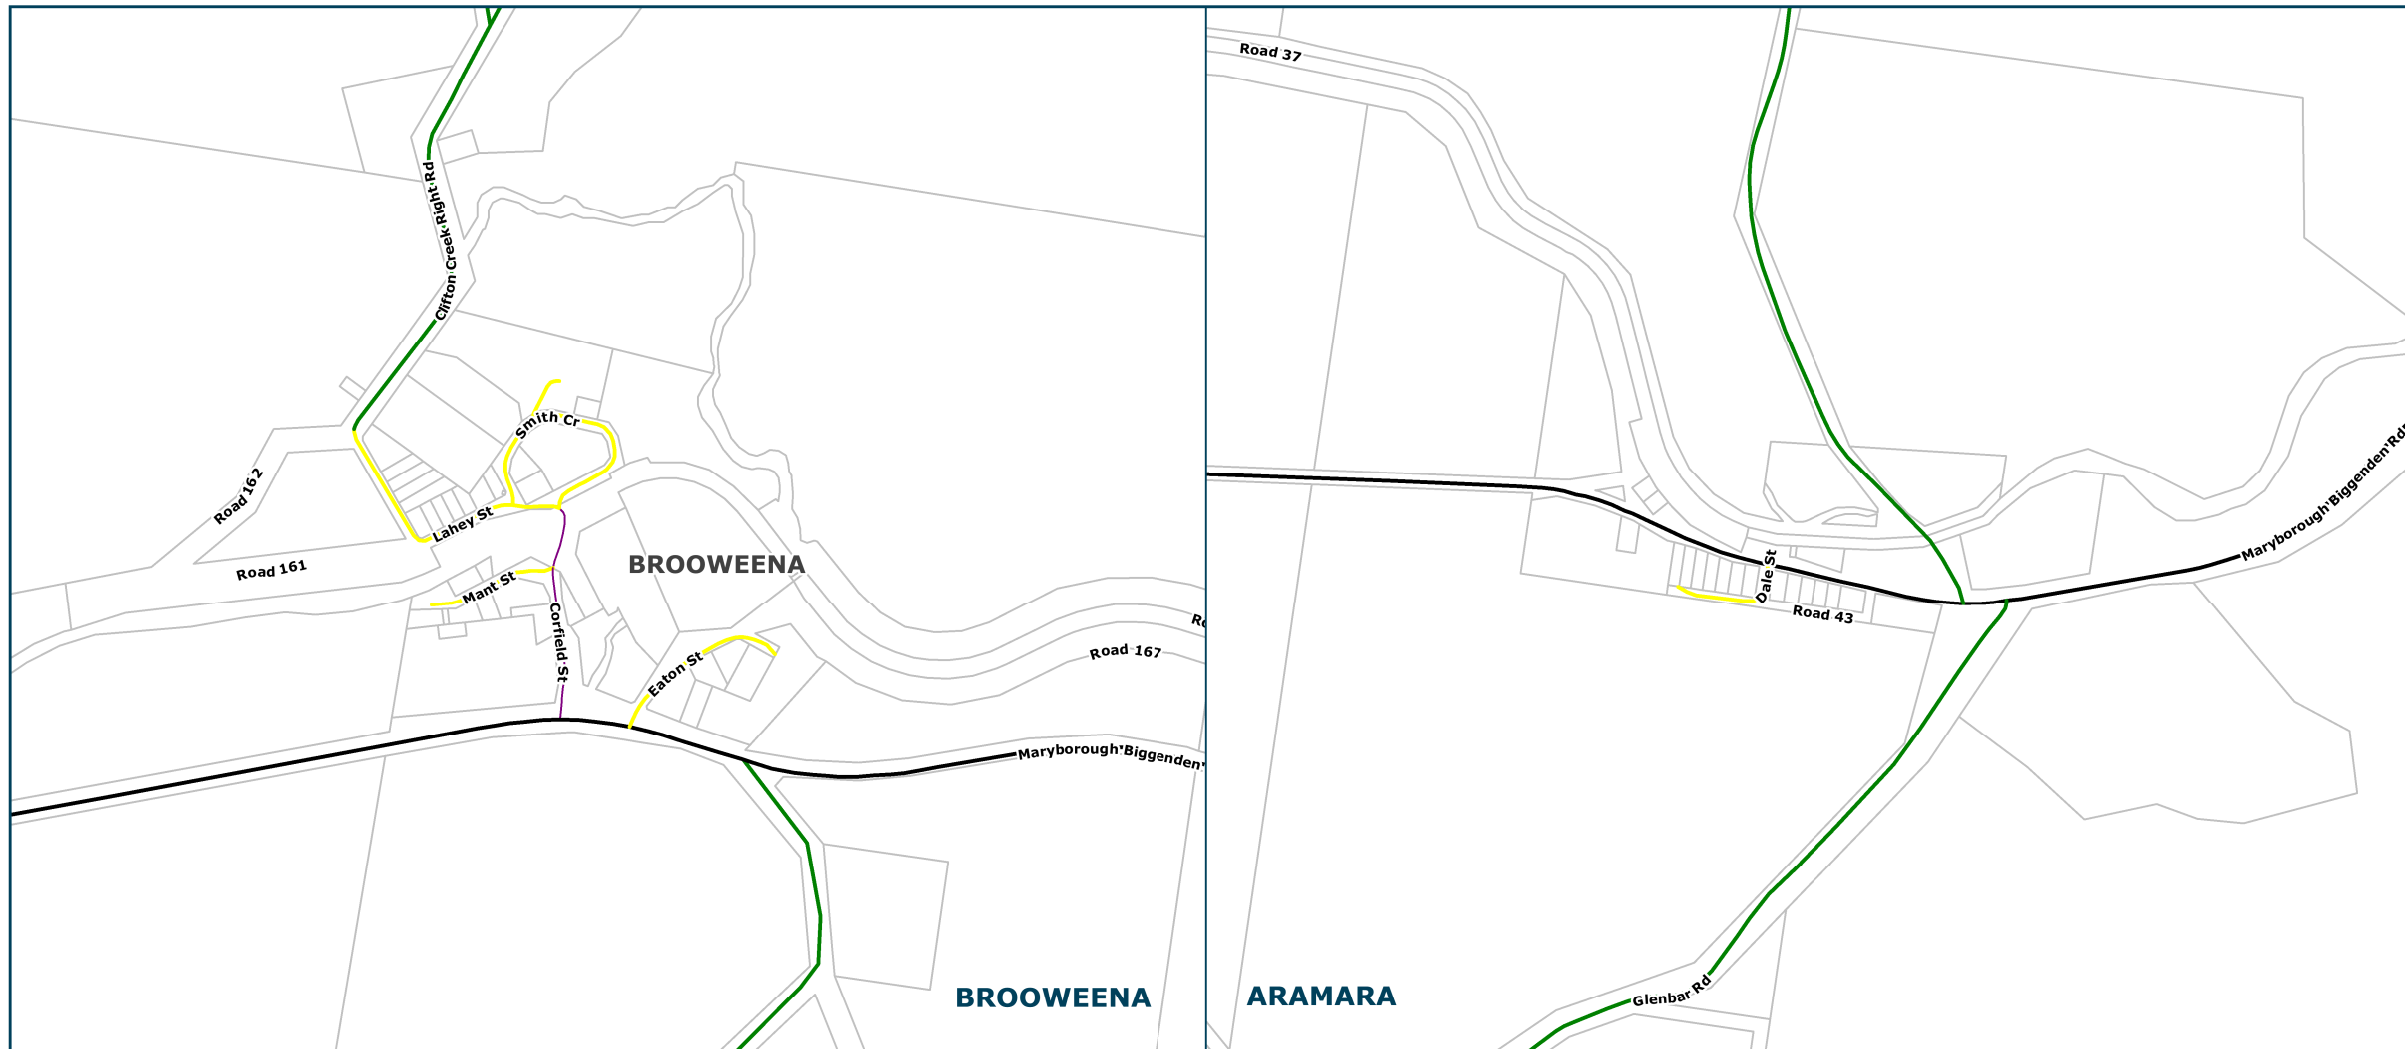 Road 37
Clifton Creek Right Rd
Smith Cr
Road 162
Lahey St
Maryborough Biggenden Rd
Road 161
BROOWEENA
Mant St
Dale St
Corfield St
Road 43
Road 167
Eaton St
Maryborough Biggenden
Glenbar Rd
BROOWEENA
ARAMARA